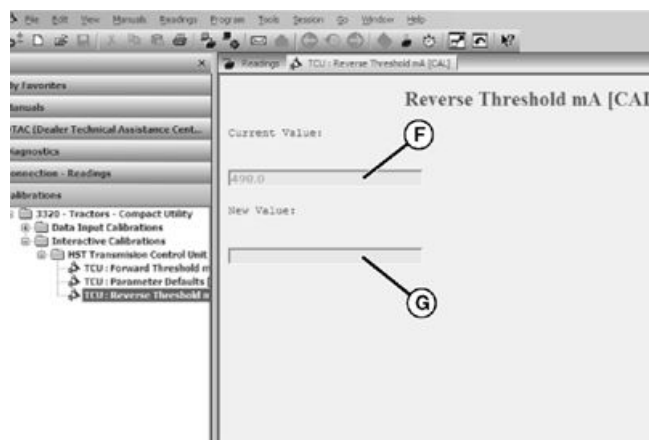 File Edit View Manuals Readings Program Tools Session Go Window Help
Readings TCU : Reverse Threshold mA [CAL]
y Favorites
Manuals
TAC (Dealer Technical Assistance Cent...
iagnostics
onnection - Readings
alibrations
3320 - Tractors - Compact Utility
Data Input Calibrations
Interactive Calibrations
HST Transmission Control Unit
TCU : Forward Threshold m
TCU : Parameter Defaults [
TCU : Reverse Threshold m
Reverse Threshold mA [CAL
Current Value:
F
490.0
New Value:
G